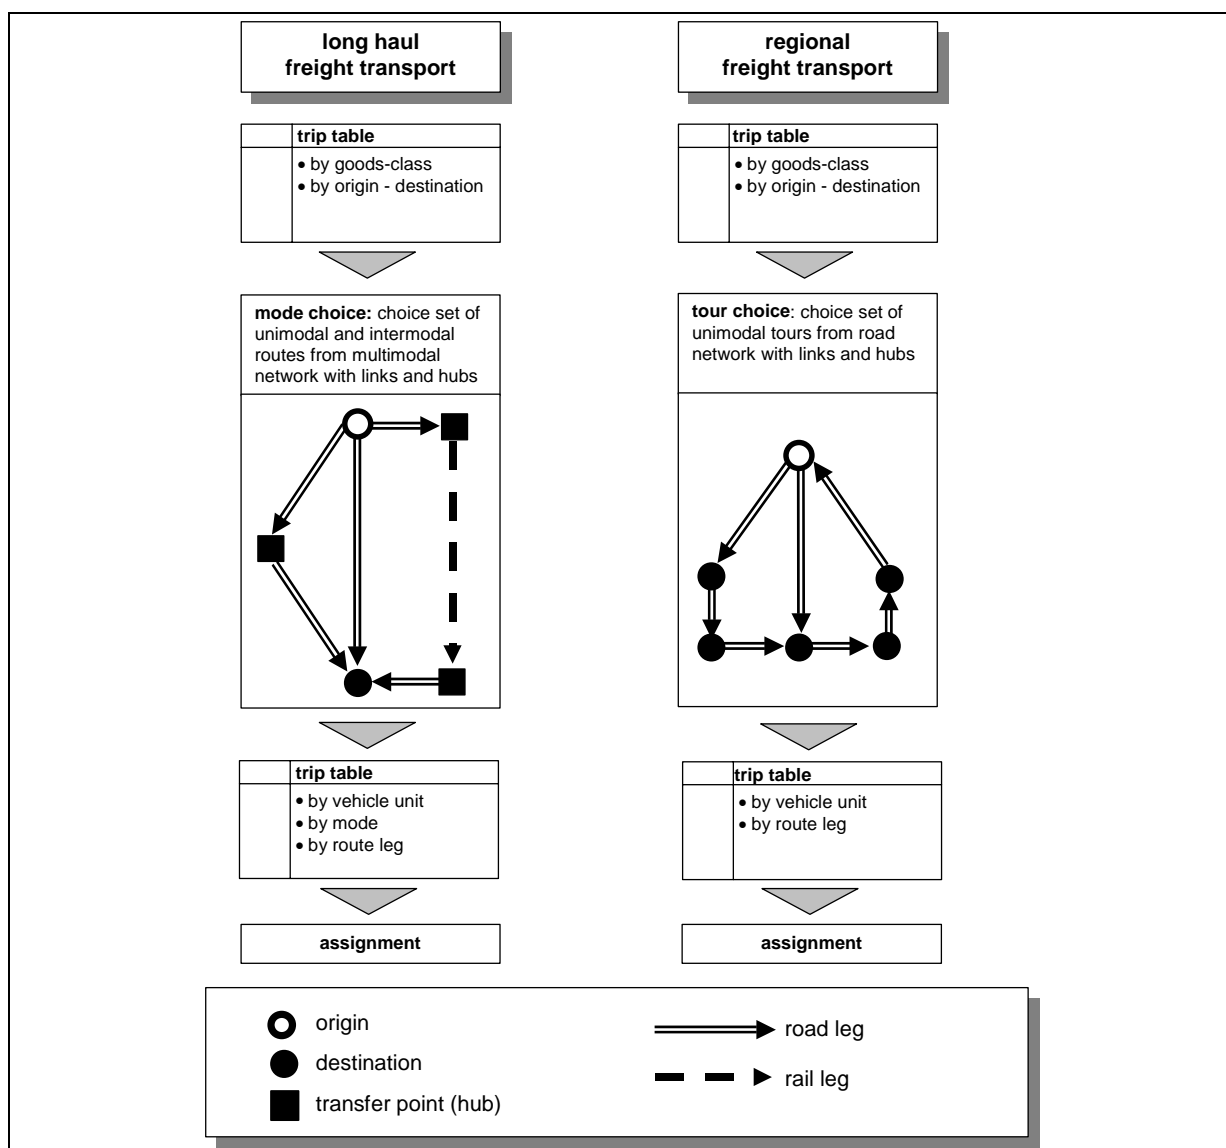 long haul
freight transport
regional
freight transport
trip table
• by goods-class
• by origin - destination
trip table
• by goods-class
• by origin - destination
mode choice: choice set of
unimodal and intermodal
routes from multimodal
network with links and hubs
tour choice: choice set of
unimodal tours from road
network with links and hubs
trip table
• by vehicle unit
• by mode
• by route leg
trip table
• by vehicle unit
• by route leg
assignment
assignment
origin
destination
transfer point (hub)
road leg
rail leg